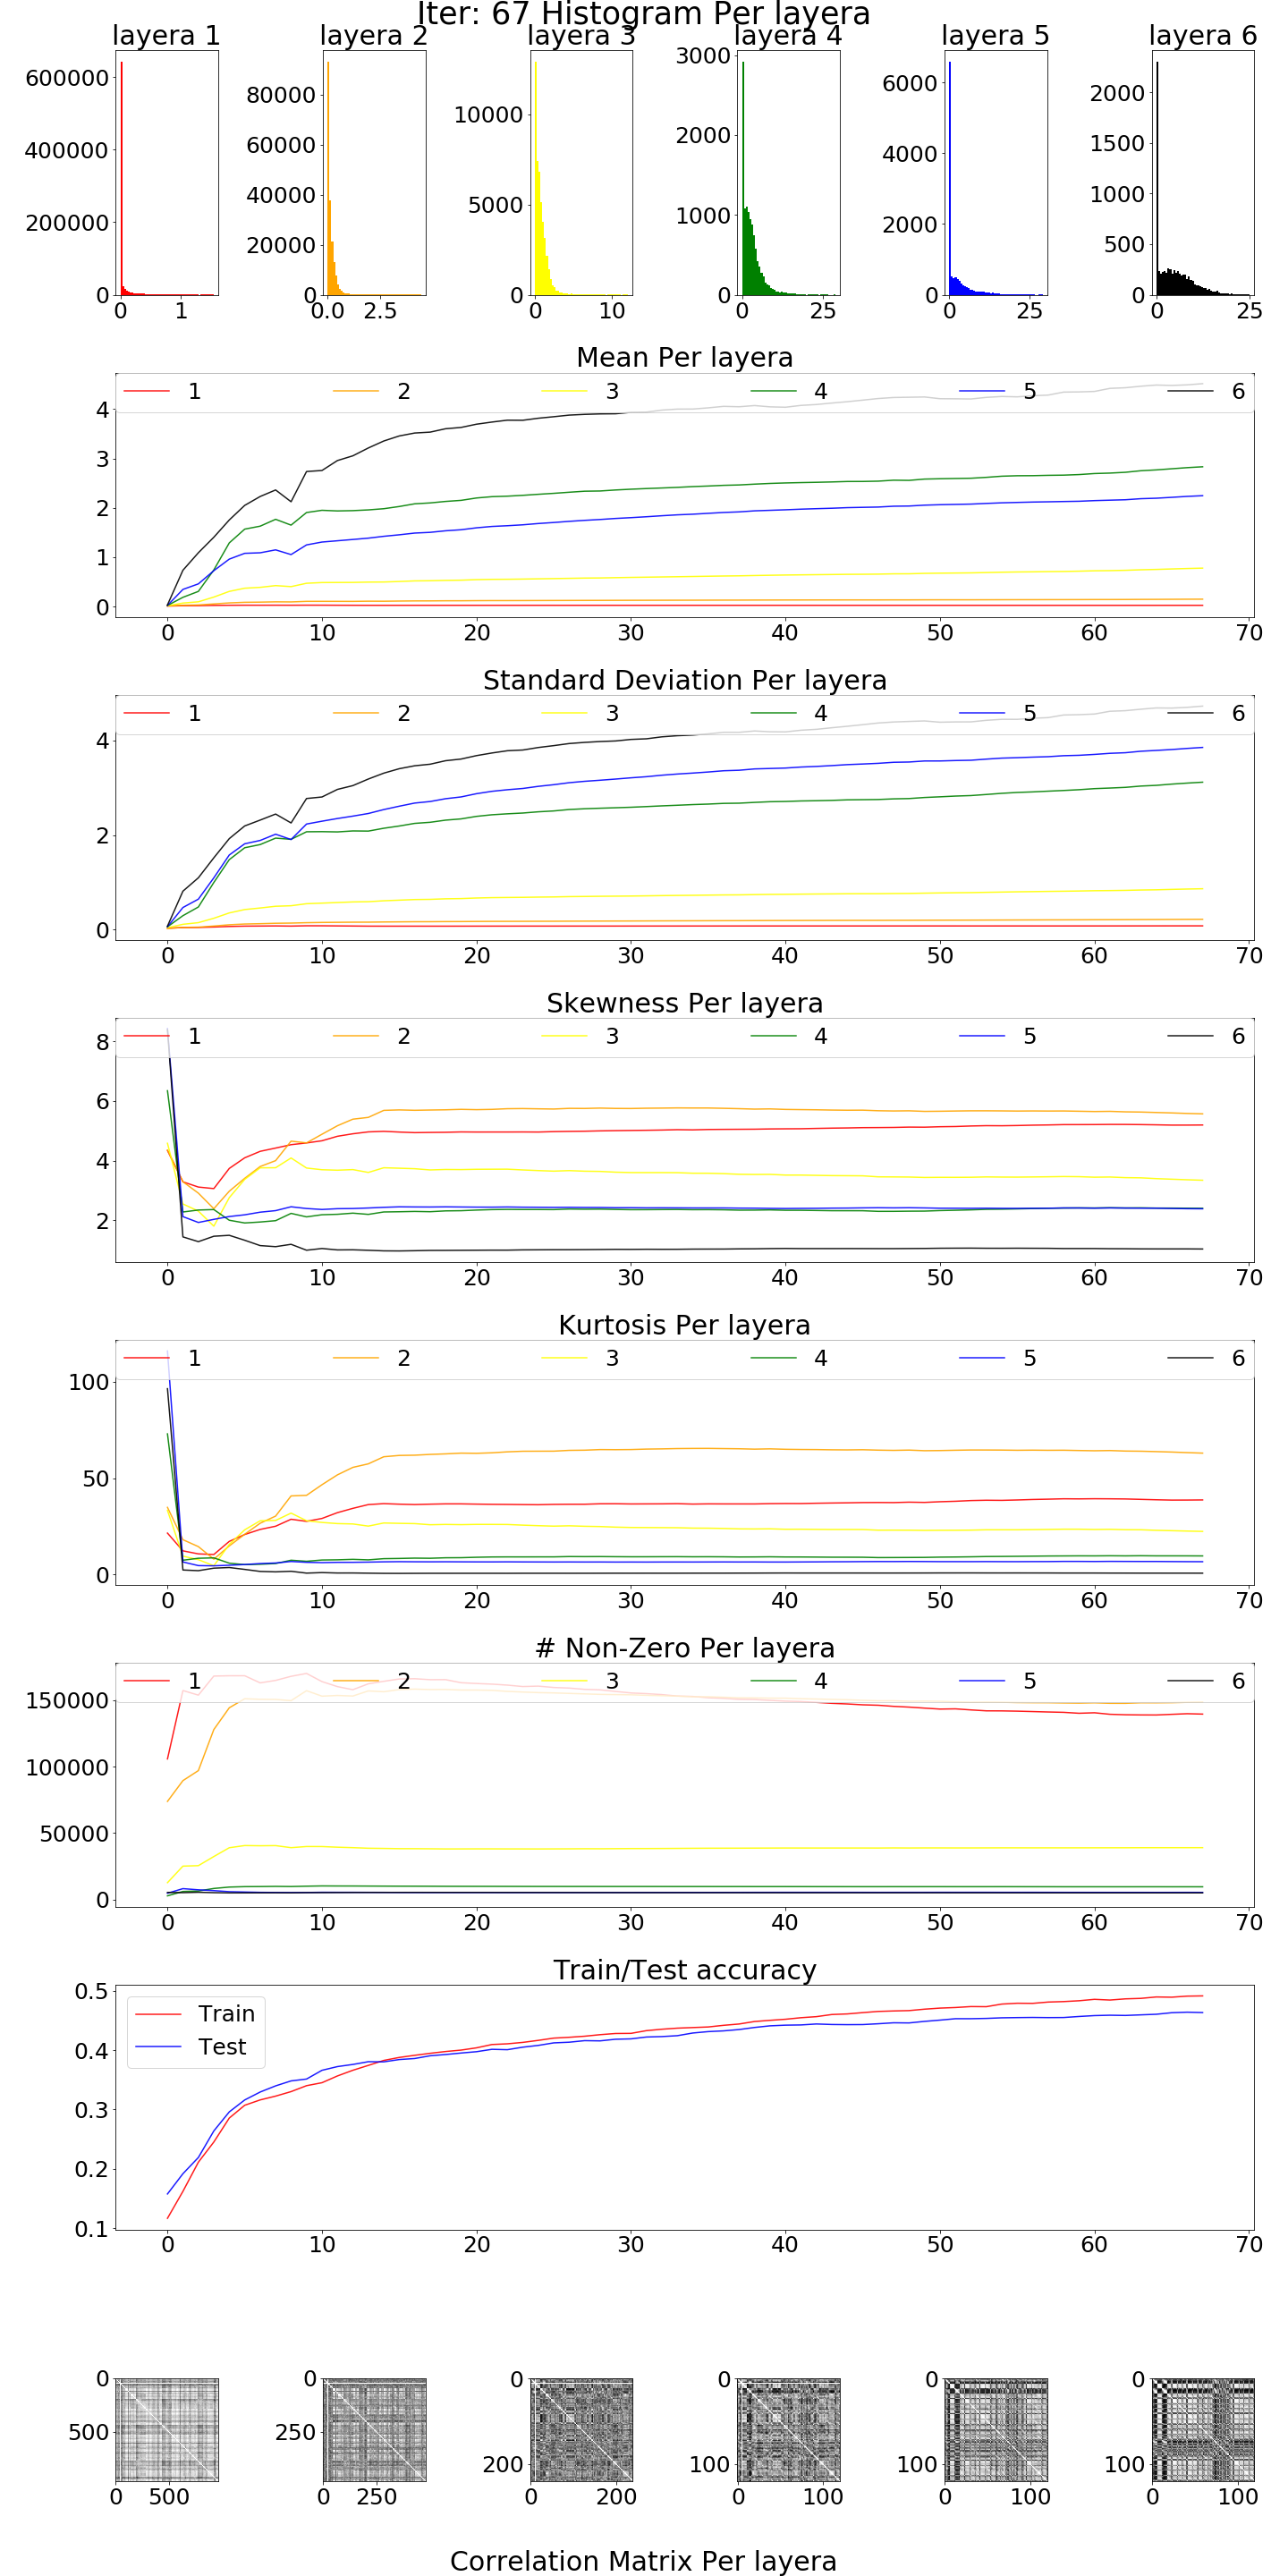 Iter: 67 Histogram Per layera
layera 1 layera 2 layera 3 layera 4 layera 5 layera 6
600000 400000 200000 0
0 1
80000 60000 40000 20000 0
0.0 2.5
10000 5000 0
0 10
3000 2000 1000 0
0 25
6000 4000 2000 0
0 25
2000 1500 1000 500 0
0 25
Mean Per layera
1 2 3 4 5 6
4
3
2
1
0
0 10 20 30 40 50 60 70
Standard Deviation Per layera
1 2 3 4 5 6
4
2
0
0 10 20 30 40 50 60 70
Skewness Per layera
1 2 3 4 5 6
8
6
4
2
0 10 20 30 40 50 60 70
Kurtosis Per layera
1 2 3 4 5 6
100
50
0
0 10 20 30 40 50 60 70
# Non-Zero Per layera
1 2 3 4 5 6
150000
100000
50000
0
0 10 20 30 40 50 60 70
Train/Test accuracy
Train
Test
0.5
0.4
0.3
0.2
0.1
0 10 20 30 40 50 60 70
0 500
0 500
0 250
0 250
0 200
0 200
0 100
0 100
0 100
0 100
0 100
0 100
Correlation Matrix Per layera